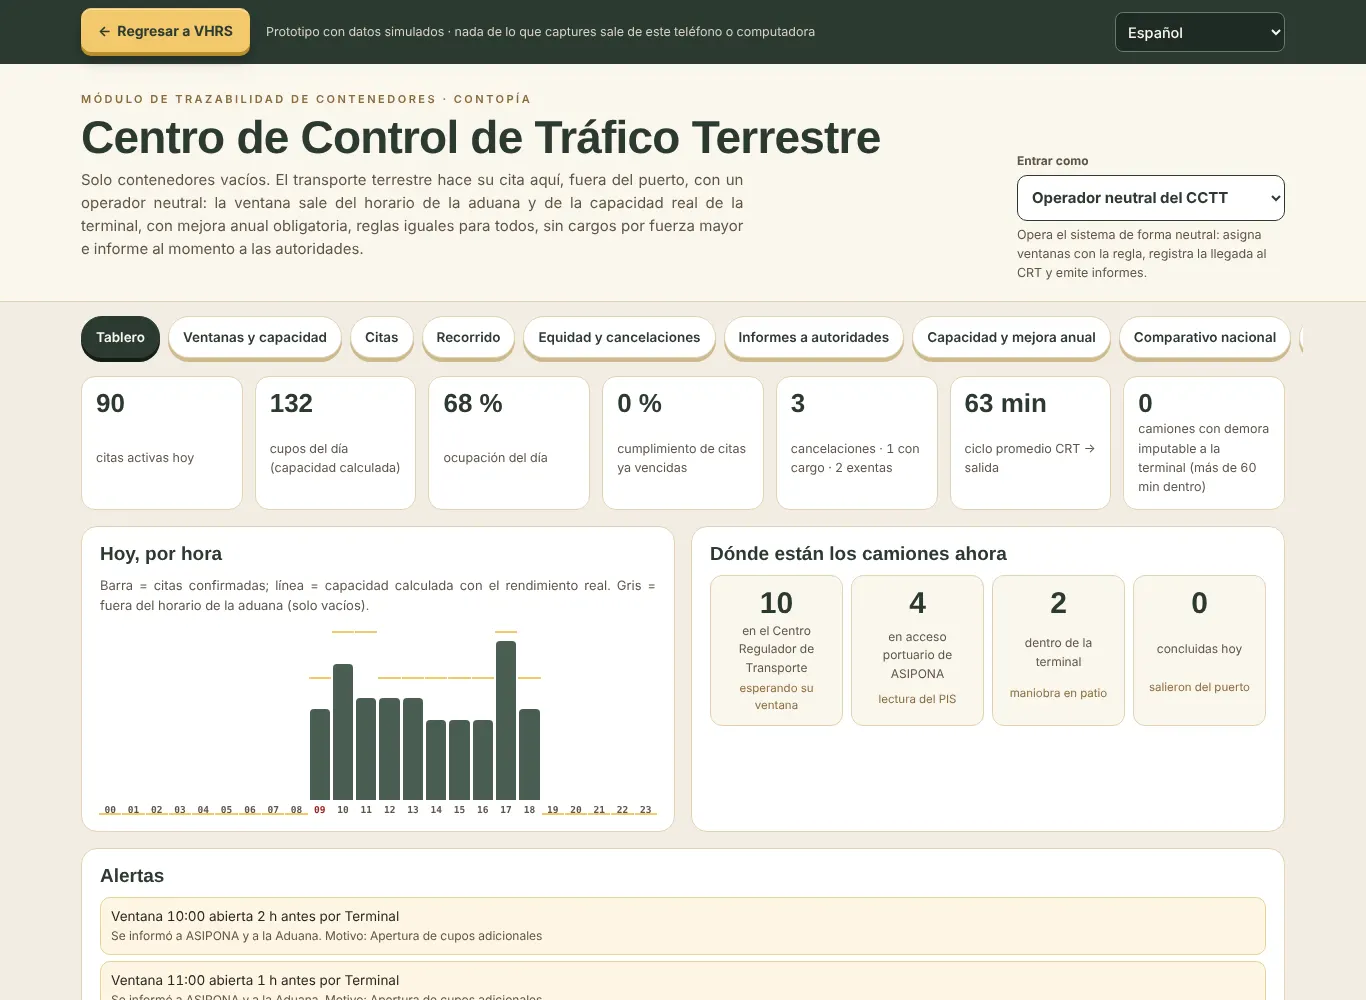 ← Regresar a VHRS
Prototipo con datos simulados · nada de lo que captures sale de este teléfono o computadora
Español
MÓDULO DE TRAZABILIDAD DE CONTENEDORES · CONTOPÍA
Centro de Control de Tráfico Terrestre
Solo contenedores vacíos. El transporte terrestre hace su cita aquí, fuera del puerto, con un
operador neutral: la ventana sale del horario de la aduana y de la capacidad real de la
terminal, con mejora anual obligatoria, reglas iguales para todos, sin cargos por fuerza mayor
e informe al momento a las autoridades.
Entrar como
Operador neutral del CCTT
Opera el sistema de forma neutral: asigna
ventanas con la regla, registra la llegada al
CRT y emite informes.
Tablero
Ventanas y capacidad
Citas
Recorrido
Equidad y cancelaciones
Informes a autoridades
Capacidad y mejora anual
Comparativo nacional
90
citas activas hoy
132
cupos del día
(capacidad calculada)
68 %
ocupación del día
0 %
cumplimiento de citas
ya vencidas
3
cancelaciones · 1 con
cargo · 2 exentas
63 min
ciclo promedio CRT →
salida
0
camiones con demora
imputable a la
terminal (más de 60
min dentro)
Hoy, por hora
Barra = citas confirmadas; línea = capacidad calculada con el rendimiento real. Gris =
fuera del horario de la aduana (solo vacíos).
00 01 02 03 04 05 06 07 08 09 10 11 12 13 14 15 16 17 18 19 20 21 22 23
Dónde están los camiones ahora
10
en el Centro
Regulador de
Transporte
esperando su
ventana
4
en acceso
portuario de
ASIPONA
lectura del PIS
2
dentro de la
terminal
maniobra en patio
0
concluidas hoy
salieron del puerto
Alertas
Ventana 10:00 abierta 2 h antes por Terminal
Se informó a ASIPONA y a la Aduana. Motivo: Apertura de cupos adicionales
Ventana 11:00 abierta 1 h antes por Terminal
Se informó a ASIPONA y a la Aduana. Motivo: Apertura de cupos adicionales